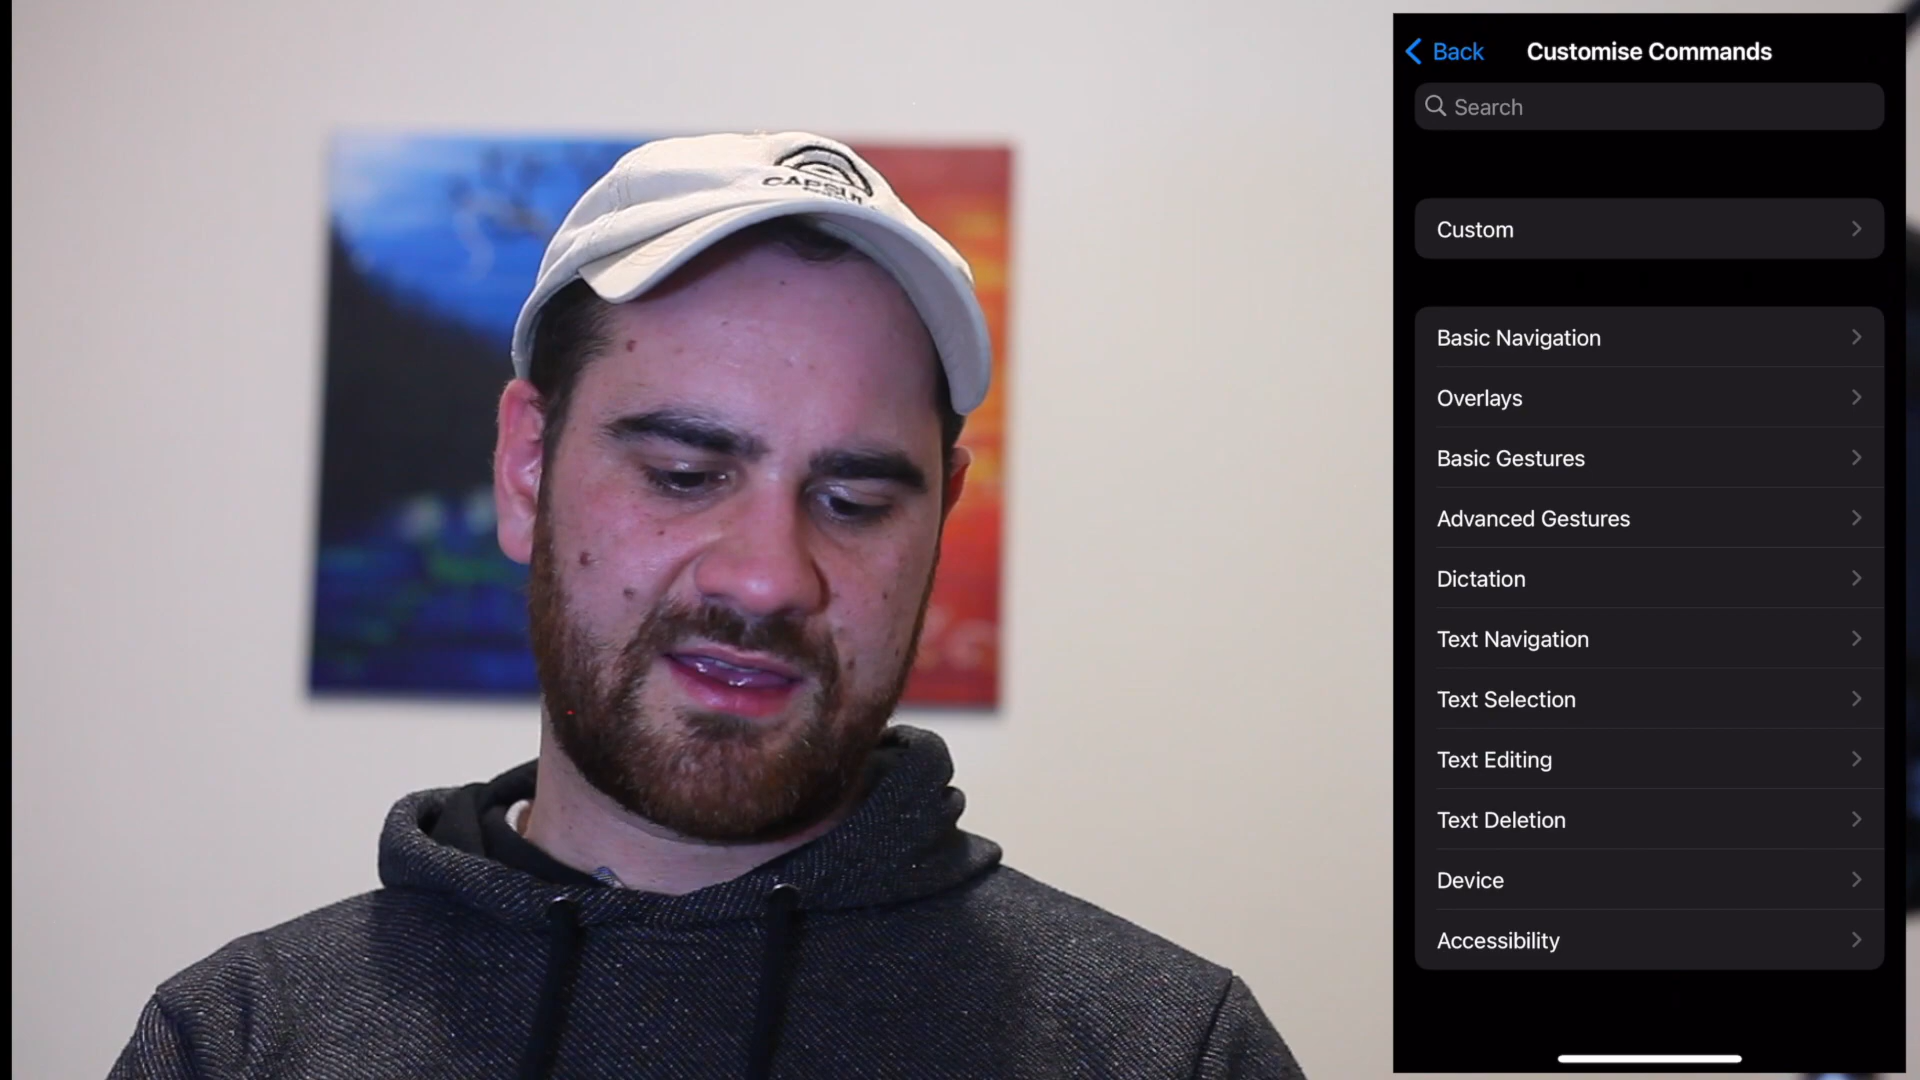 Back
Customise Commands
Search
Custom
Basic Navigation
Overlays
Basic Gestures
Advanced Gestures
Dictation
Text Navigation
Text Selection
Text Editing
Text Deletion
Device
Accessibility